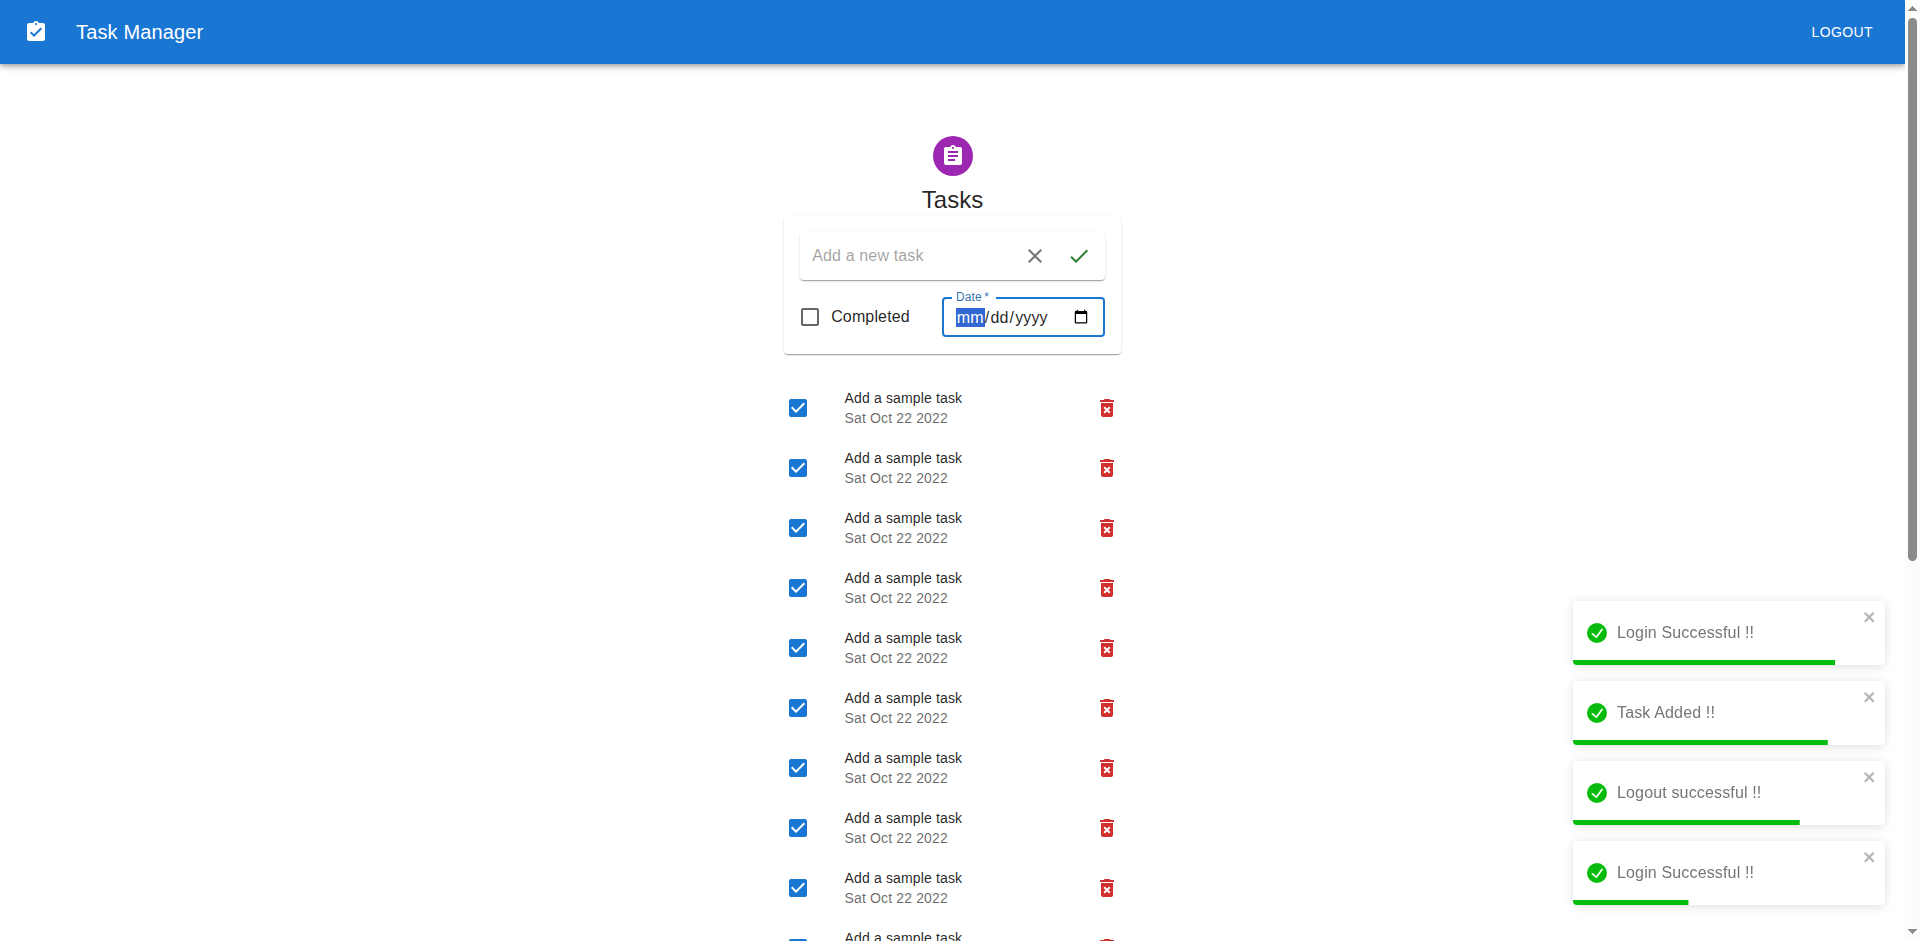 Task Manager
LOGOUT
Tasks
Add a new task
Completed
Date *
mm/dd/yyyy
Add a sample task
Sat Oct 22 2022
Add a sample task
Sat Oct 22 2022
Add a sample task
Sat Oct 22 2022
Add a sample task
Sat Oct 22 2022
Add a sample task
Sat Oct 22 2022
Add a sample task
Sat Oct 22 2022
Add a sample task
Sat Oct 22 2022
Add a sample task
Sat Oct 22 2022
Add a sample task
Sat Oct 22 2022
Add a sample task
Login Successful !!
Task Added !!
Logout successful !!
Login Successful !!